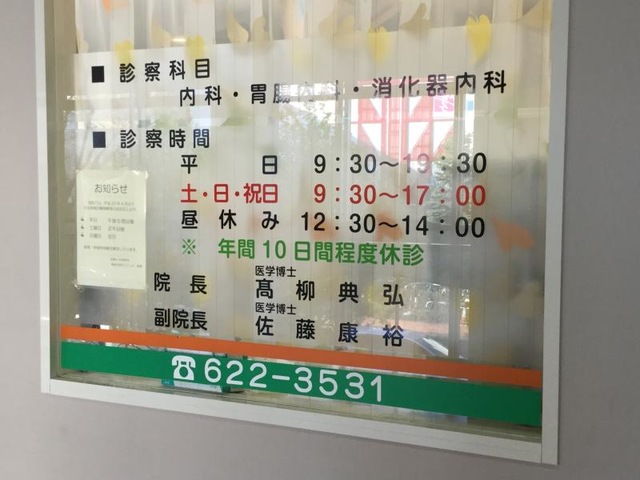 ■ 診察科目
内科・胃腸内科・消化器内科
■ 診察時間
平日 9:30～19:30
土・日・祝日 9:30～17:00
昼休み 12:30～14:00
※ 年間10日間程度休診
医学博士
院長 髙柳典弘
医学博士
副院長 佐藤康裕
☎622-3531
お知らせ